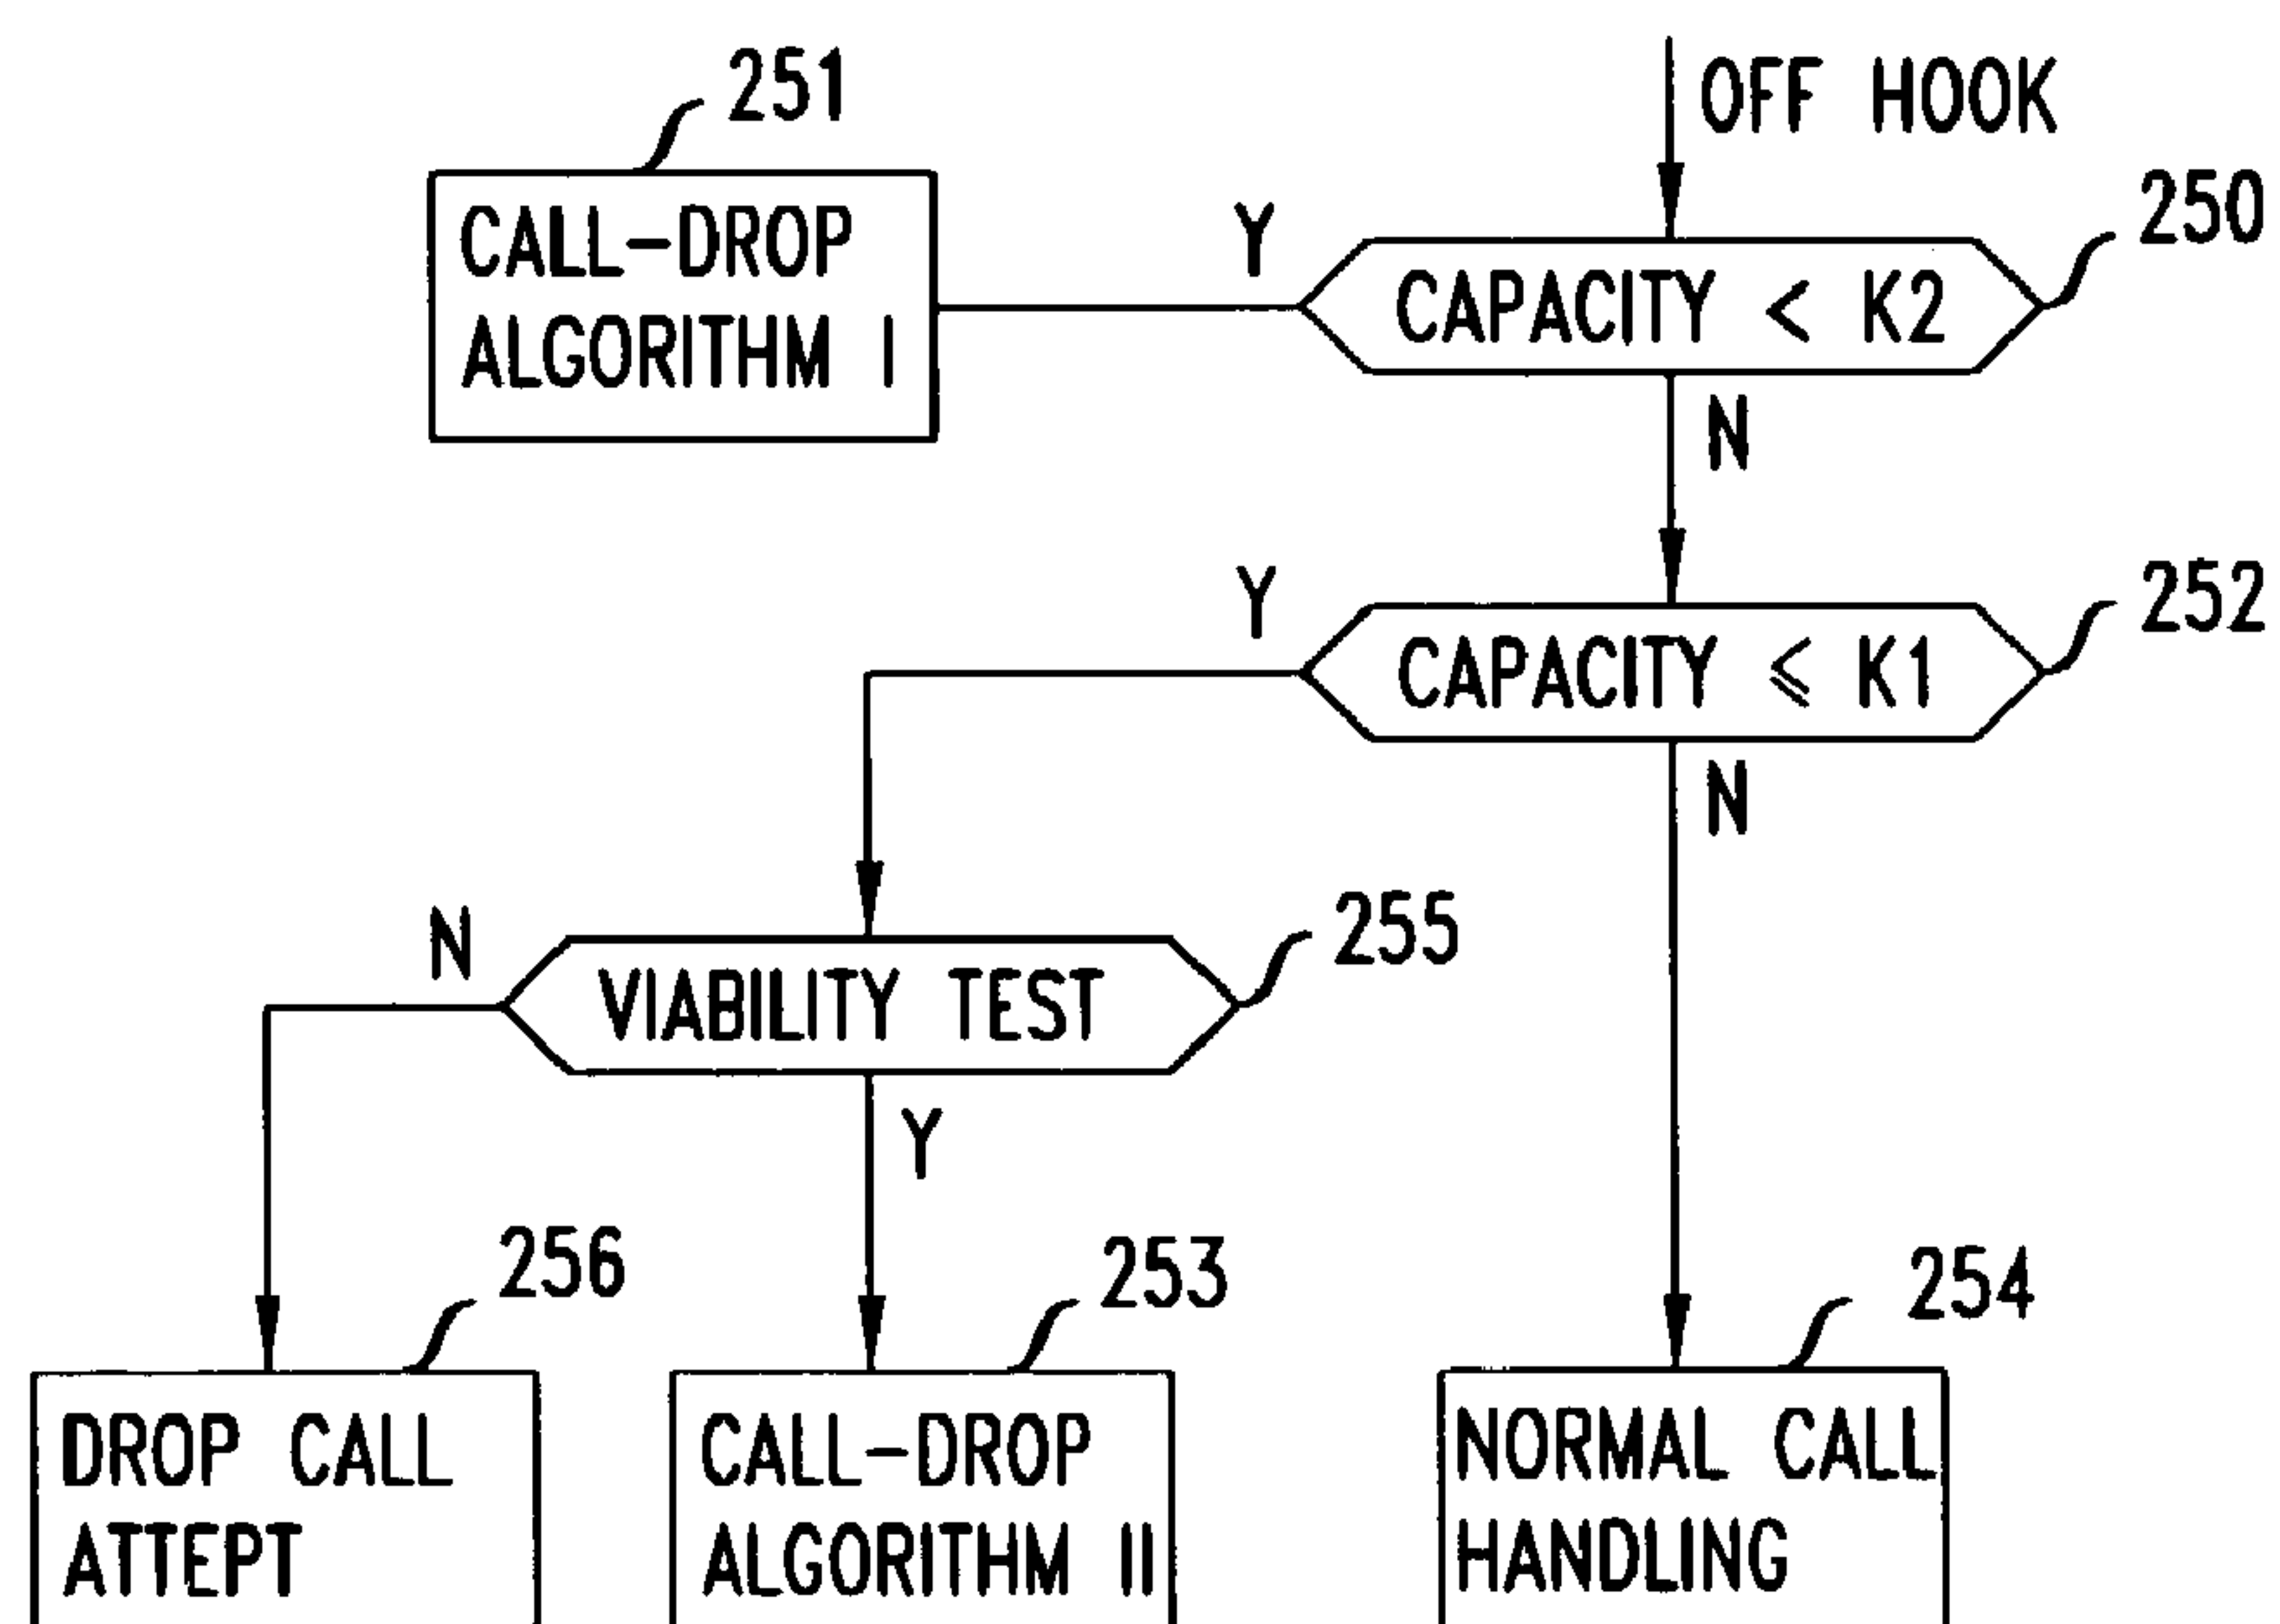 251
OFF HOOK
250
CALL-DROP
ALGORITHM I
Y
CAPACITY < K2
N
252
Y
CAPACITY ⩽ K1
N
255
N
VIABILITY TEST
Y
256
253
254
DROP CALL
ATTEPT
CALL-DROP
ALGORITHM II
NORMAL CALL
HANDLING